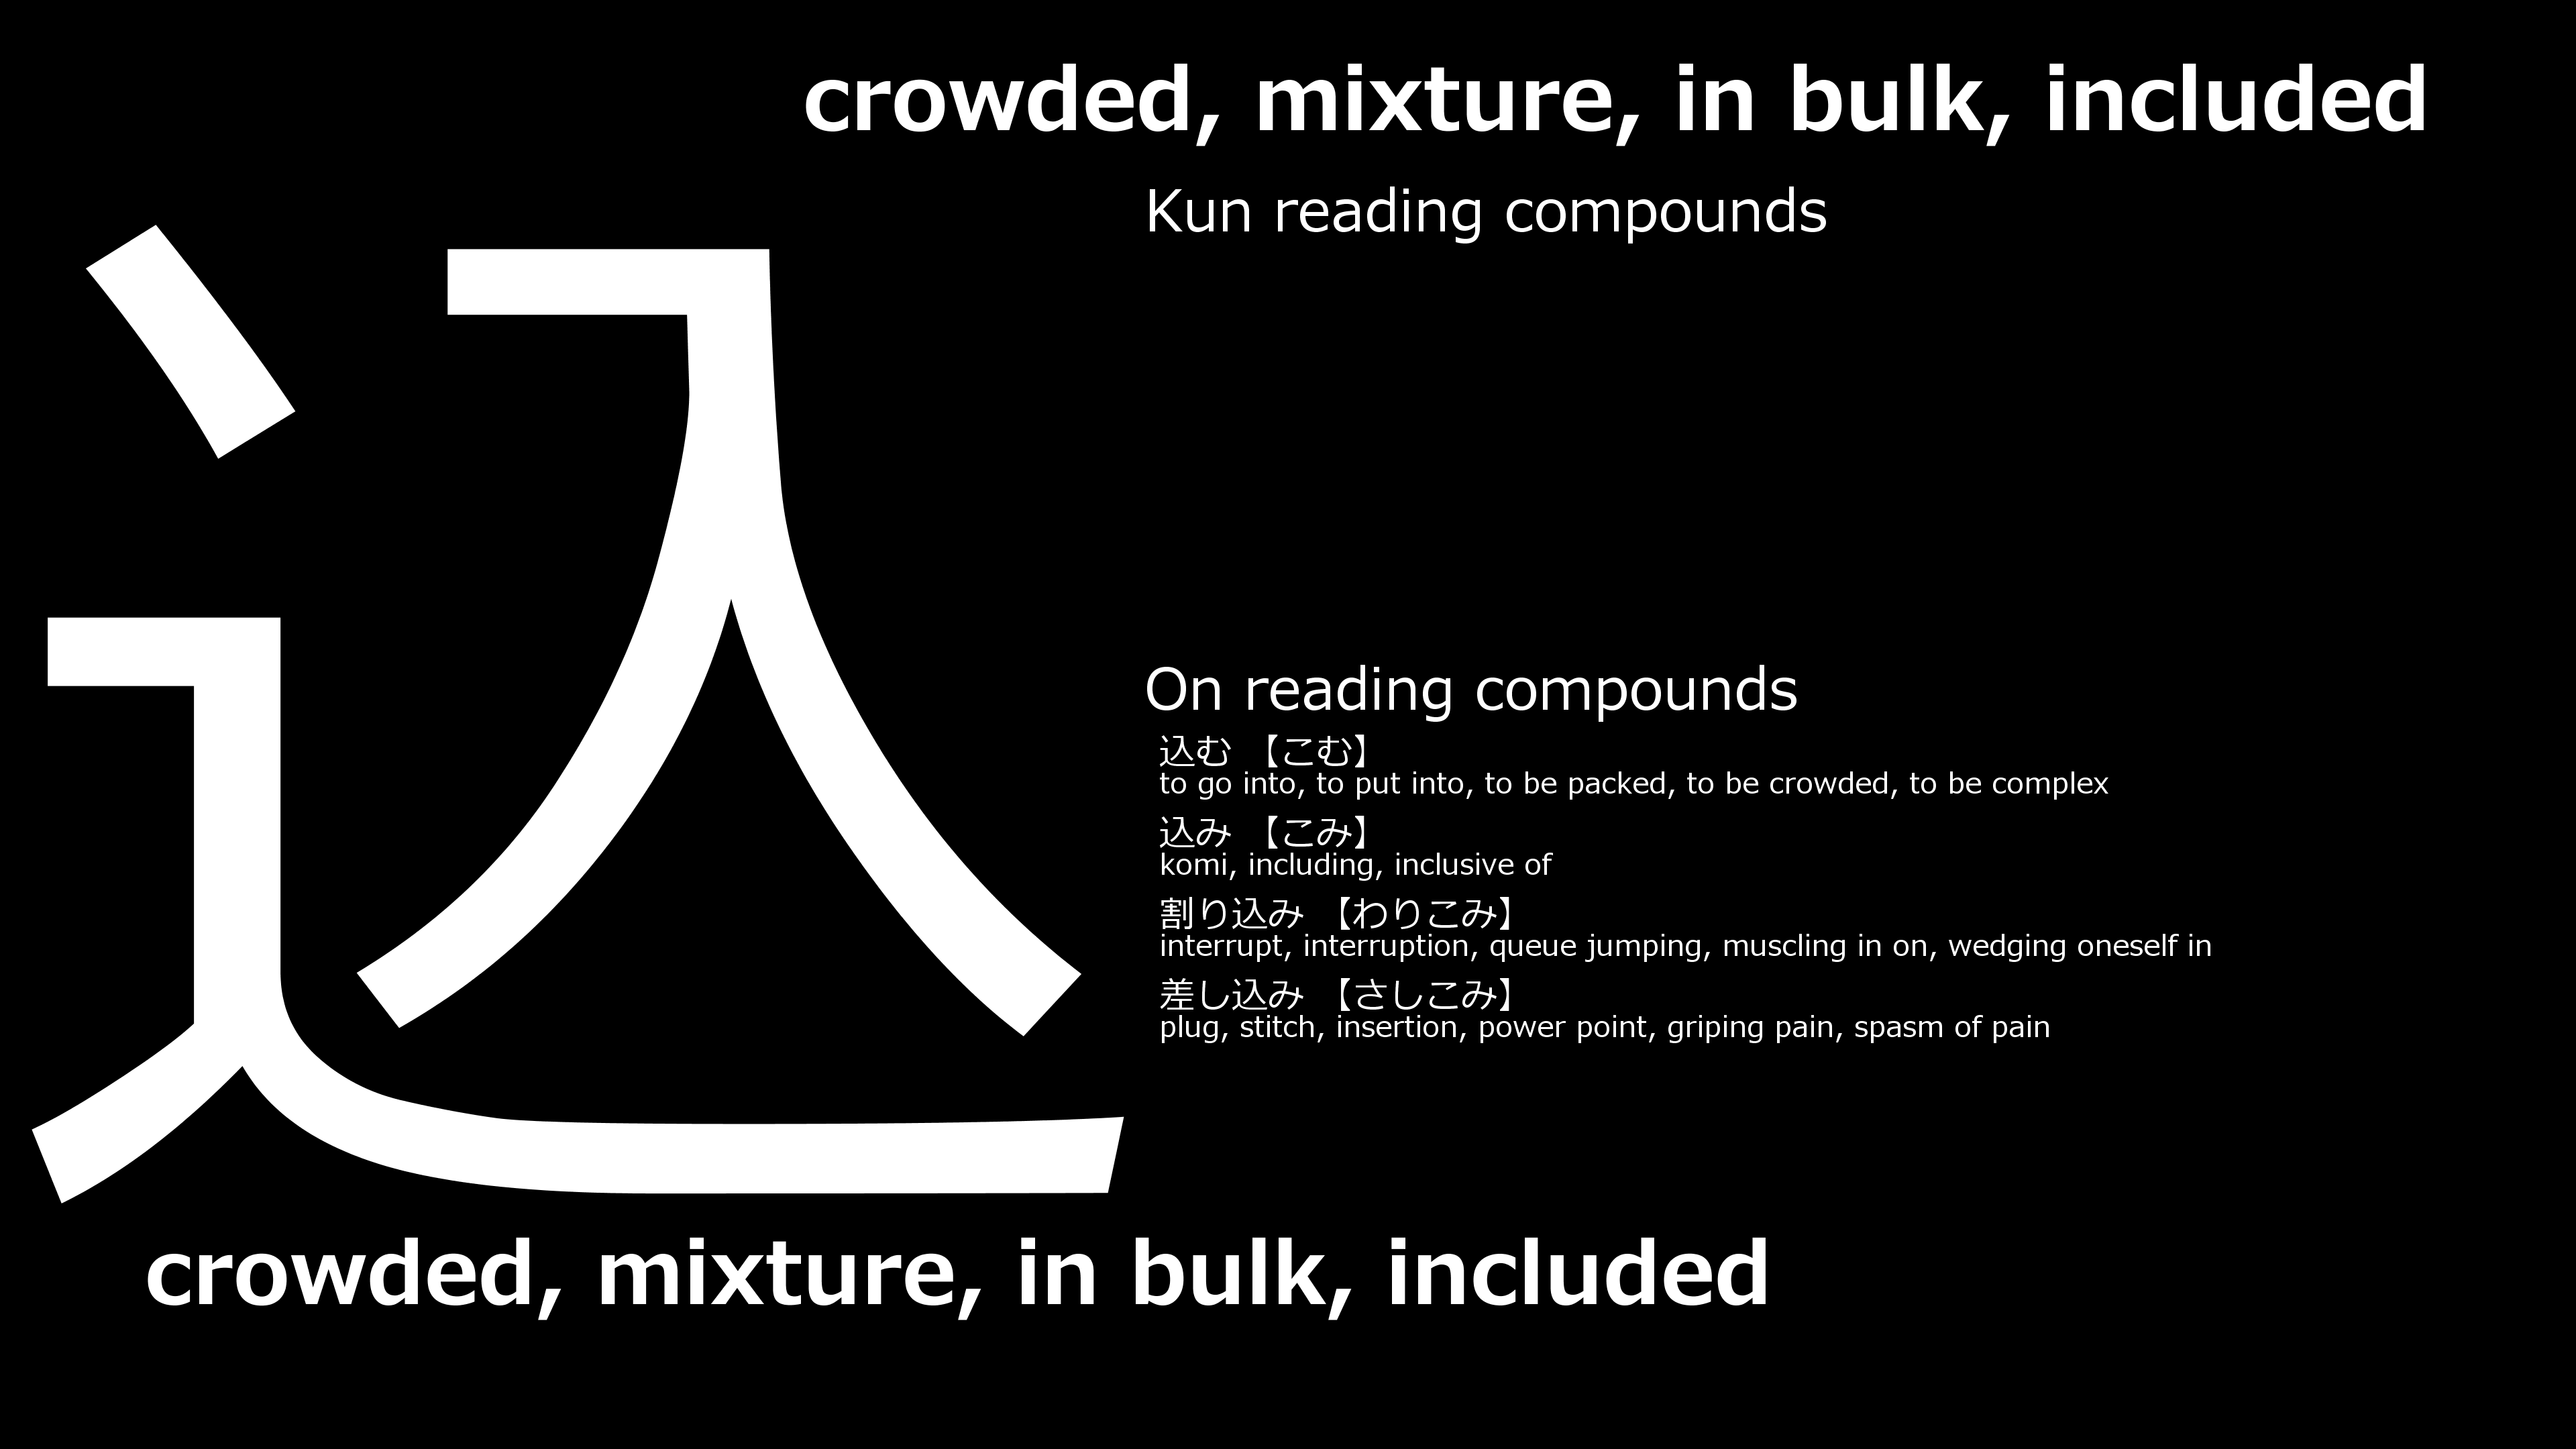 crowded, mixture, in bulk, included
Kun reading compounds
込
On reading compounds
込む 【こむ】
to go into, to put into, to be packed, to be crowded, to be complex
込み 【こみ】
komi, including, inclusive of
割り込み 【わりこみ】
interrupt, interruption, queue jumping, muscling in on, wedging oneself in
差し込み 【さしこみ】
plug, stitch, insertion, power point, griping pain, spasm of pain
crowded, mixture, in bulk, included